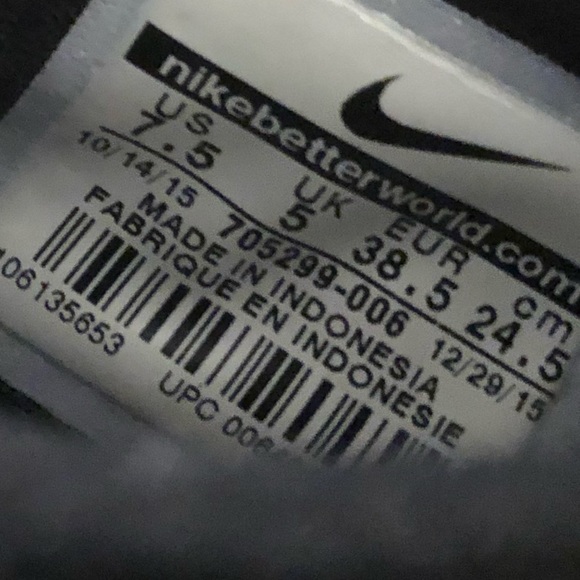 nikebetterworld.com
US UK EUR cm
7.5 5 38.5 24.5
10/14/15 705299-006 12/29/15
MADE IN INDONESIA
FABRIQUE EN INDONESIE
106135653
UPC